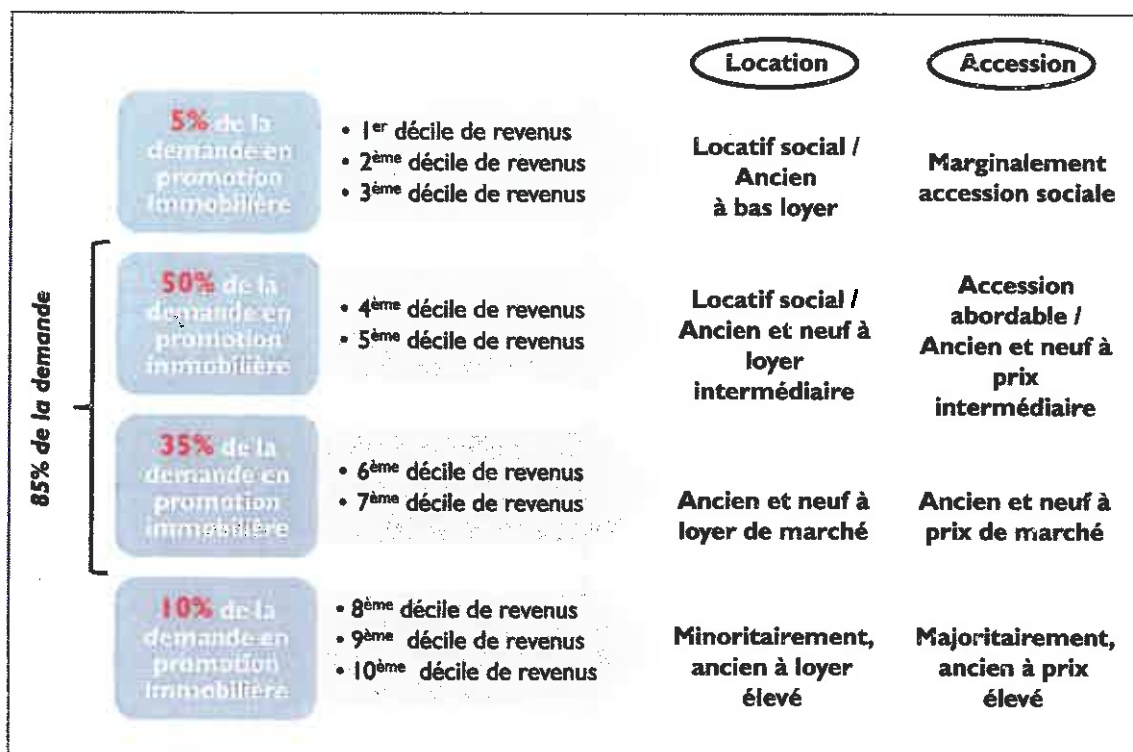 Location
Accession
5% de la
demande en
promotion
immobilière
• 1er décile de revenus
• 2ème décile de revenus
• 3ème décile de revenus
Locatif social /
Ancien
à bas loyer
Marginalement
accession sociale
85% de la demande
50% de la
demande en
promotion
immobilière
• 4ème décile de revenus
• 5ème décile de revenus
Locatif social /
Ancien et neuf à
loyer
intermédiaire
Accession
abordable /
Ancien et neuf à
prix
intermédiaire
35% de la
demande en
promotion
immobilière
• 6ème décile de revenus
• 7ème décile de revenus
Ancien et neuf à
loyer de marché
Ancien et neuf à
prix de marché
10% de la
demande en
promotion
immobilière
• 8ème décile de revenus
• 9ème décile de revenus
• 10ème décile de revenus
Minoritairement,
ancien à loyer
élevé
Majoritairement,
ancien à prix
élevé